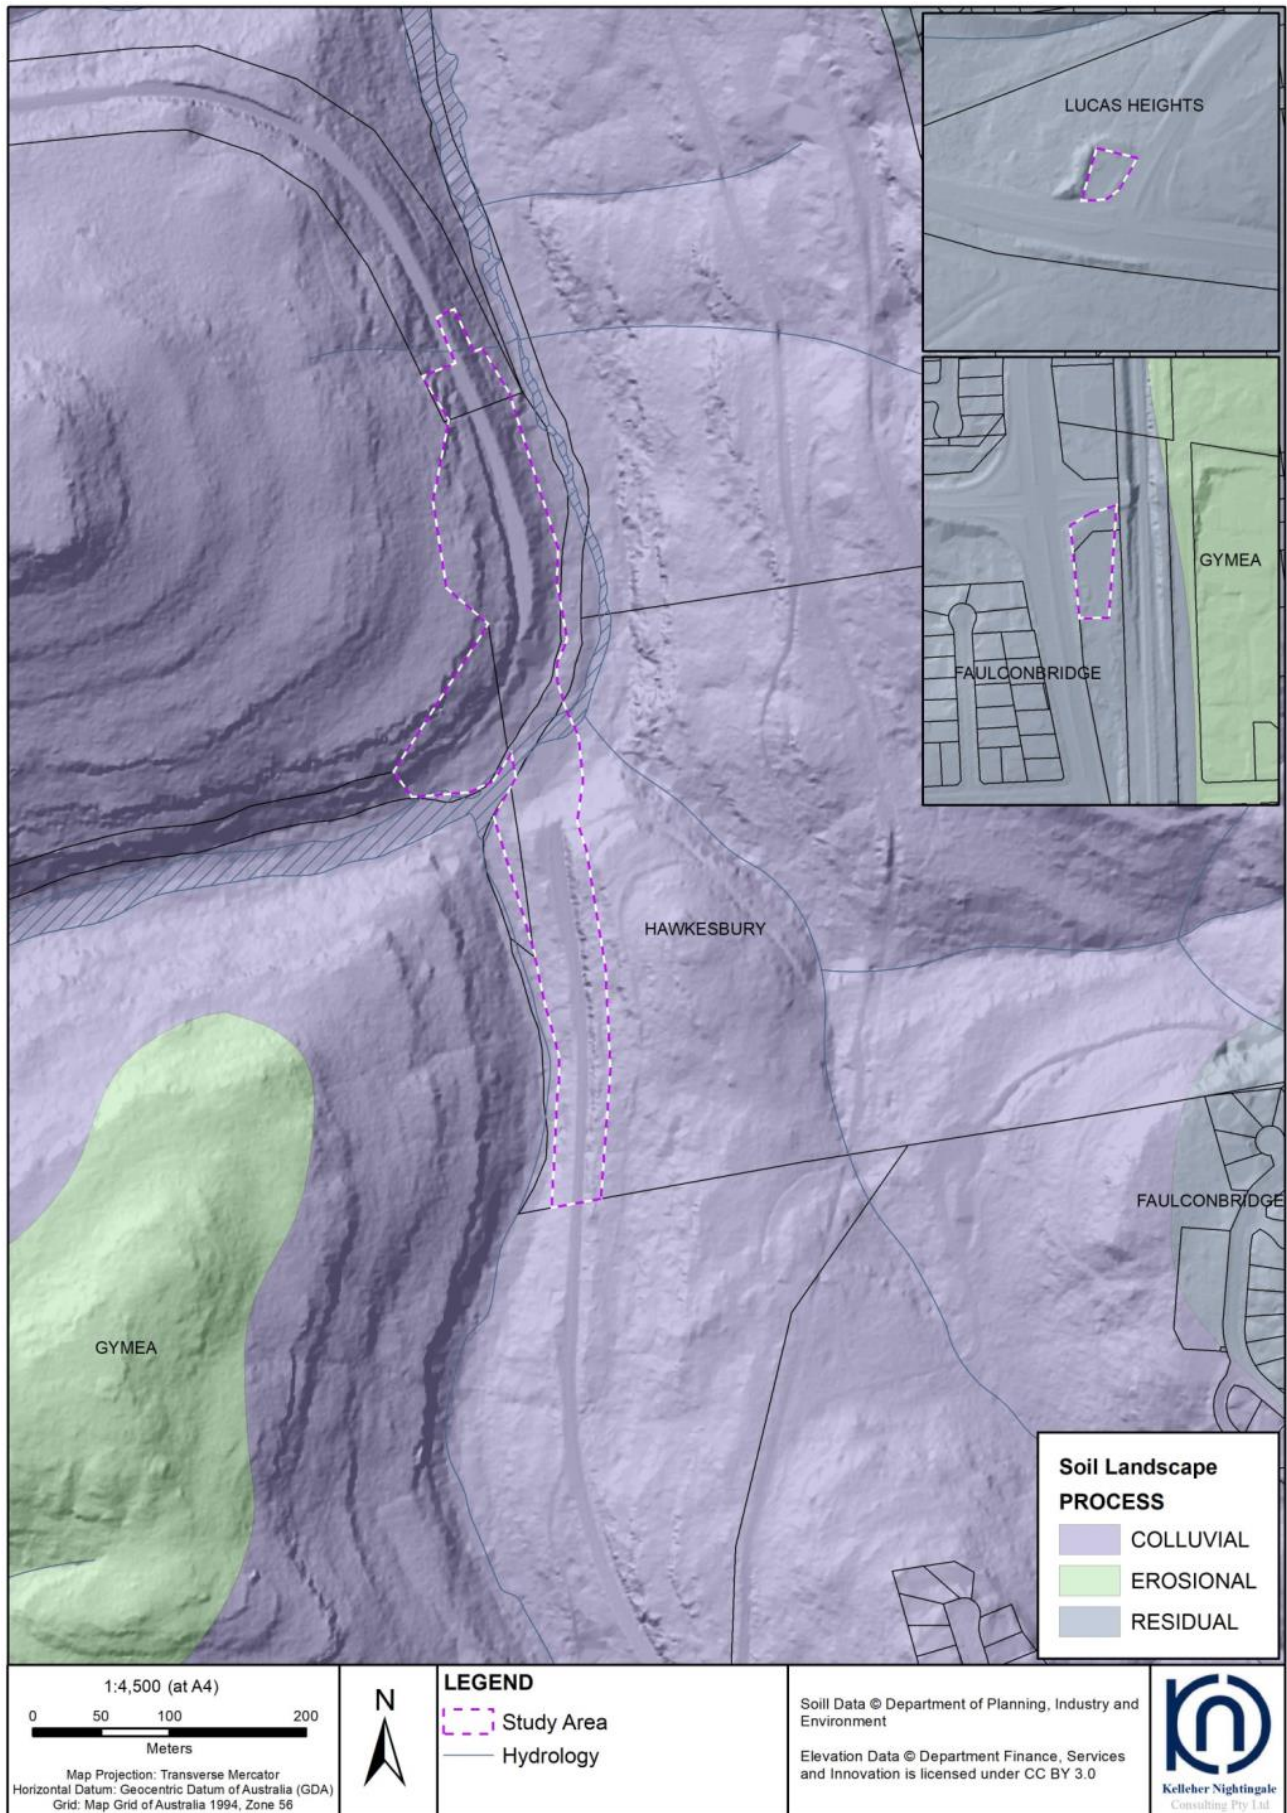 LUCAS HEIGHTS
GYMEA
FAULCONBRIDGE
HAWKESBURY
FAULCONBRIDGE
GYMEA
Soil Landscape
PROCESS
COLLUVIAL
EROSIONAL
RESIDUAL
1:4,500 (at A4)
0 50 100 200
Meters
Map Projection: Transverse Mercator
Horizontal Datum: Geocentric Datum of Australia (GDA)
Grid: Map Grid of Australia 1994, Zone 56
N
LEGEND
Study Area
Hydrology
Soill Data © Department of Planning, Industry and
Environment
Elevation Data © Department Finance, Services
and Innovation is licensed under CC BY 3.0
Kelleher Nightingale
Consulting Pty Ltd